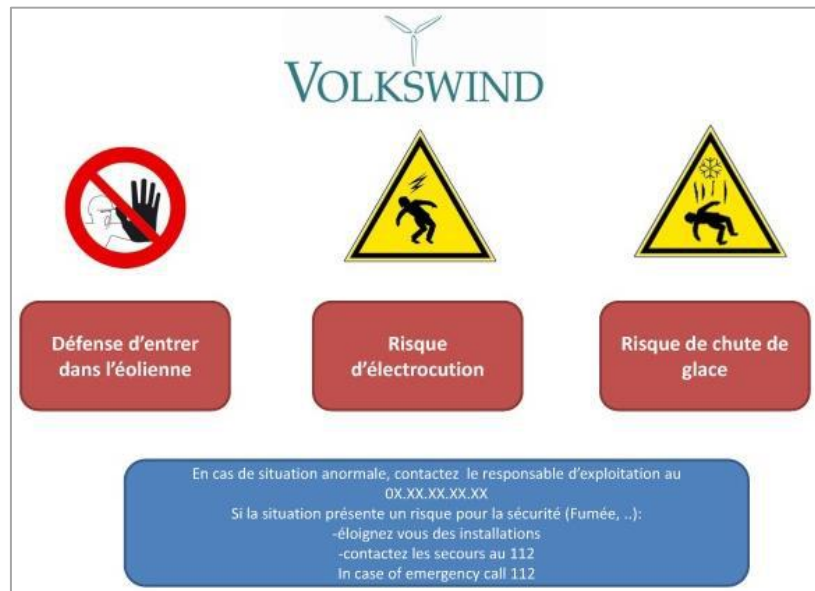 VOLKSWIND
Défense d'entrer
dans l'éolienne
Risque
d'électrocution
Risque de chute de
glace
En cas de situation anormale, contactez le responsable d'exploitation au
0X.XX.XX.XX.XX
Si la situation présente un risque pour la sécurité (Fumée, ..):
-éloignez vous des installations
-contactez les secours au 112
In case of emergency call 112